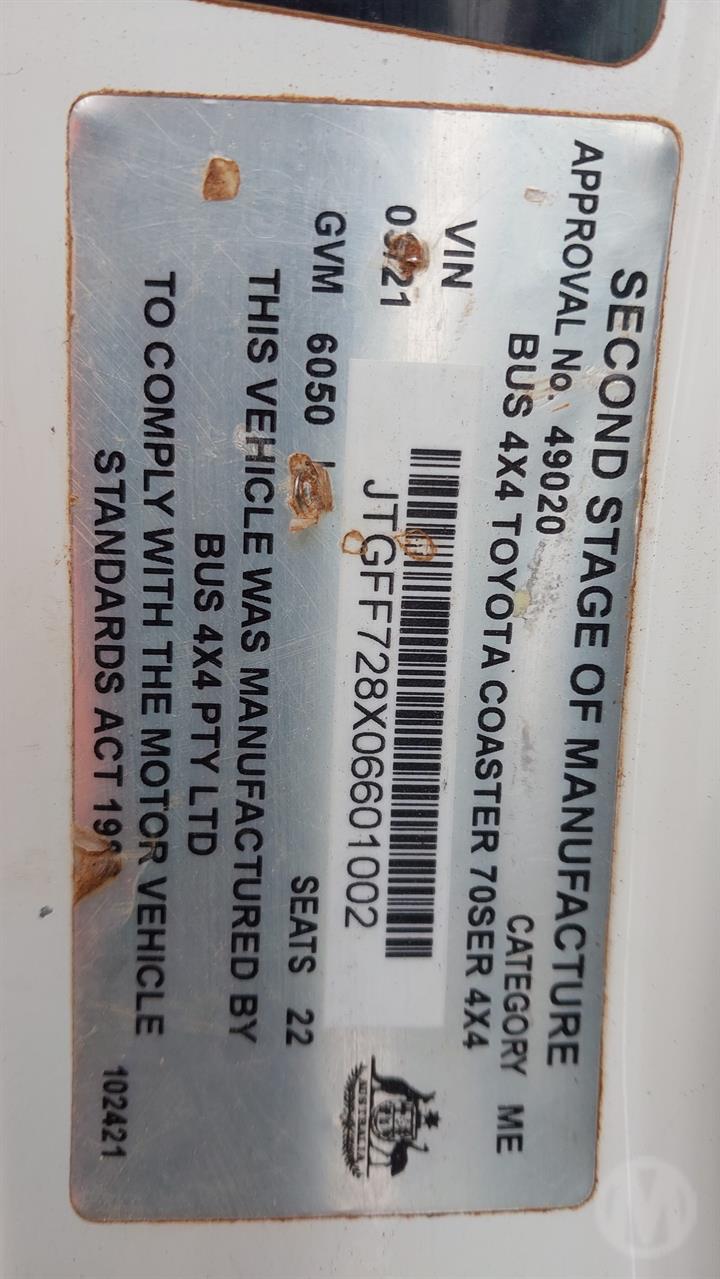 SECOND STAGE OF MANUFACTURE
APPROVAL No. 49020 CATEGORY ME
BUS 4X4 TOYOTA COASTER 70SER 4X4
VIN
JTGFF728X06601002
AUSTRALIA
GVM 6050 SEATS 22
THIS VEHICLE WAS MANUFACTURED BY
BUS 4X4 PTY LTD
TO COMPLY WITH THE MOTOR VEHICLE
STANDARDS ACT
102421
M